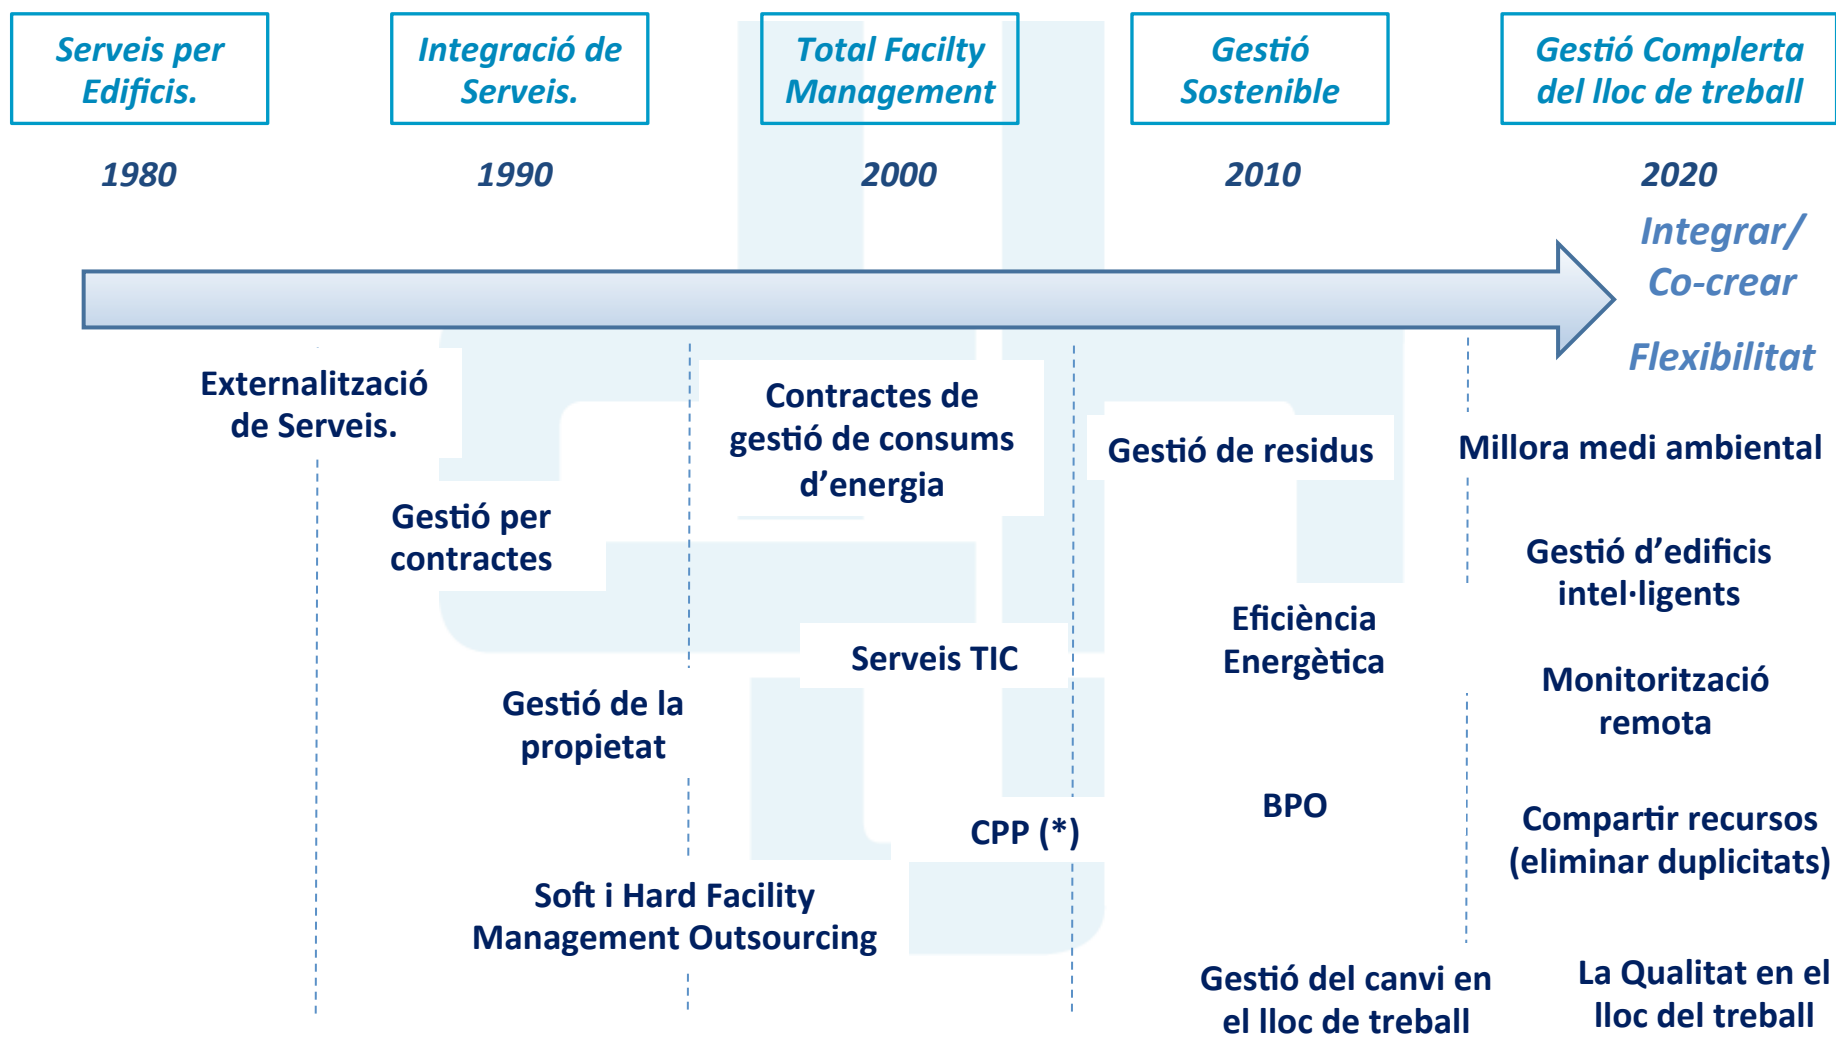 Serveis per
Edificis.
Integració de
Serveis.
Total Facilty
Management
Gestió
Sostenible
Gestió Complerta
del lloc de treball
1980
1990
2000
2010
2020
Integrar/
Co-crear
Flexibilitat
Externalització
de Serveis.
Gestió per
contractes
Gestió de la
propietat
Soft i Hard Facility
Management Outsourcing
Contractes de
gestió de consums
d’energia
Serveis TIC
CPP (*)
Gestió de residus
Eficiència
Energètica
BPO
Gestió del canvi en
el lloc de treball
Millora medi ambiental
Gestió d’edificis
intel·ligents
Monitorització
remota
Compartir recursos
(eliminar duplicitats)
La Qualitat en el
lloc del treball